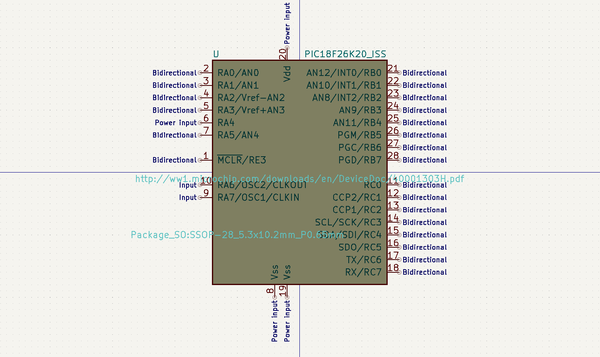 Power Input
20
U PIC18F26K20_ISS
Vdd
Bidirectional 2 RA0/AN0 AN12/INT0/RB0 21 Bidirectional
Bidirectional 3 RA1/AN1 AN10/INT1/RB1 22 Bidirectional
Bidirectional 4 RA2/Vref-AN2 AN8/INT2/RB2 23 Bidirectional
Bidirectional 5 RA3/Vref+AN3 AN9/RB3 24 Bidirectional
Power Input 6 RA4 AN11/RB4 25 Bidirectional
Bidirectional 7 RA5/AN4 PGM/RB5 26 Bidirectional
PGC/RB6 27 Bidirectional
Bidirectional 1 MCLR/RE3 PGD/RB7 28 Bidirectional
http://ww1.microchip.com/downloads/en/DeviceDoc/40001303H.pdf
Input 10 RA6/OSC2/CLKOUT RC0 11 Bidirectional
Input 9 RA7/OSC1/CLKIN CCP2/RC1 12 Bidirectional
CCP1/RC2 13 Bidirectional
SCL/SCK/RC3 14 Bidirectional
Package_SO:SSOP-28_5.3x10.2mm_P0.65mm SDA/SDI/RC4 15 Bidirectional
SDO/RC5 16 Bidirectional
TX/RC6 17 Bidirectional
RX/RC7 18 Bidirectional
Vss Vss
8 19
Power Input Power Input